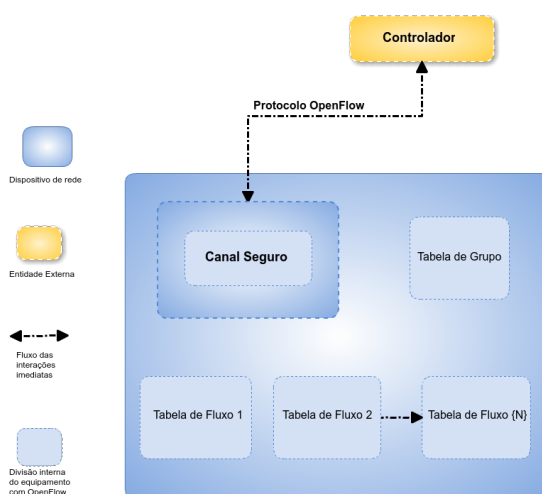 Controlador
Protocolo OpenFlow
Dispositivo de rede
Canal Seguro
Tabela de Grupo
Entidade Externa
Fluxo das
interações
imediatas
Tabela de Fluxo 1
Tabela de Fluxo 2
Tabela de Fluxo {N}
Divisão interna
do equipamento
com OpenFlow